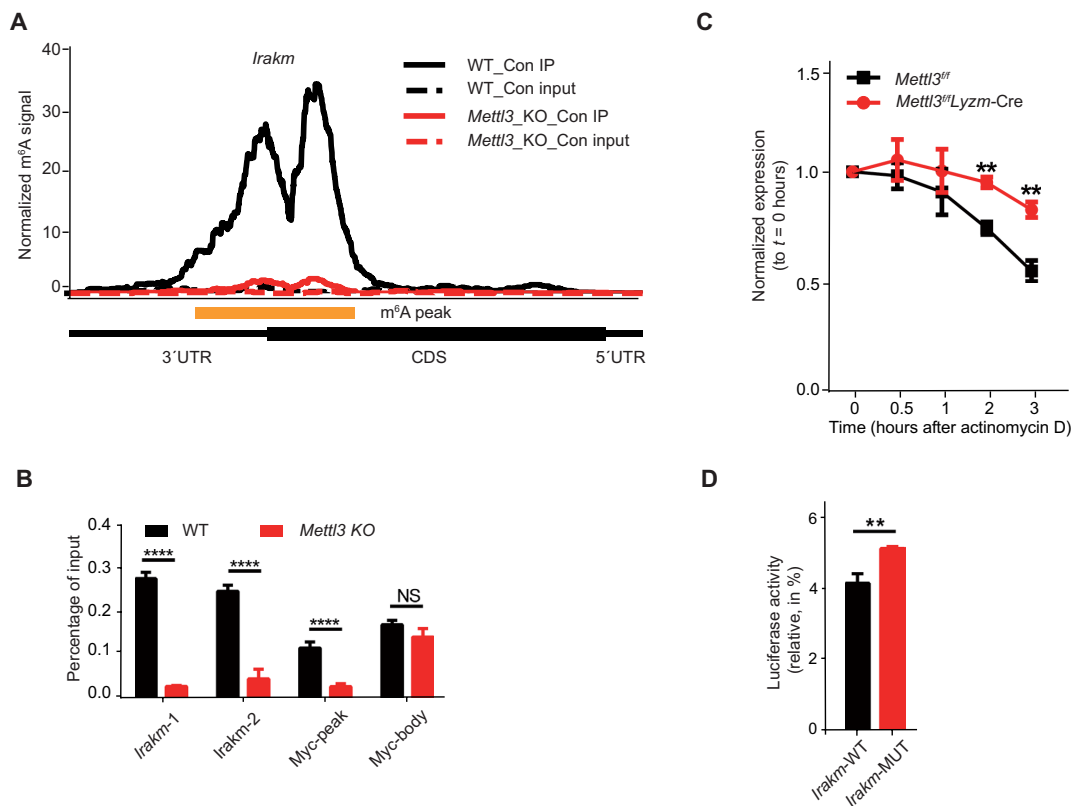 A
Irakm
Normalized m⁶A signal
40
30
20
10
0
WT_Con IP
WT_Con input
Mettl3_KO_Con IP
Mettl3_KO_Con input
m⁶A peak
3´UTR
CDS
5´UTR
C
Mettl3f/f
Mettl3f/fLyzm-Cre
Normalized expression
(to t = 0 hours)
1.5
1.0
0.5
0.0
**
**
0 0.5 1 2 3
Time (hours after actinomycin D)
B
WT
Mettl3 KO
Percentage of input
0.4
0.3
0.2
0.1
0.0
****
****
****
NS
Irakm-1
Irakm-2
Myc-peak
Myc-body
D
Luciferase activity
(relative, in %)
6
4
2
0
**
Irakm-WT
Irakm-MUT